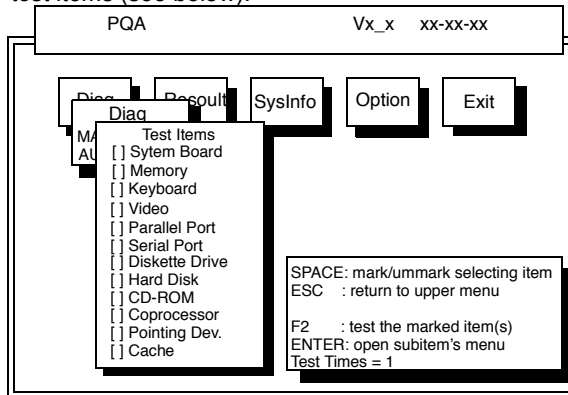 test items (see below).
PQA Vx_x xx-xx-xx
Diag Resoult SysInfo Option Exit
Diag
MA
AU
Test Items
[ ] Sytem Board
[ ] Memory
[ ] Keyboard
[ ] Video
[ ] Parallel Port
[ ] Serial Port
[ ] Diskette Drive
[ ] Hard Disk
[ ] CD-ROM
[ ] Coprocessor
[ ] Pointing Dev.
[ ] Cache
SPACE: mark/ummark selecting item
ESC : return to upper menu
F2 : test the marked item(s)
ENTER: open subitem's menu
Test Times = 1